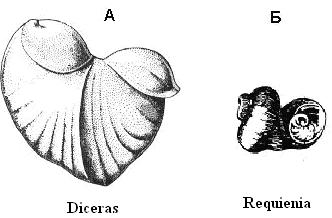 А Б
Diceras Requienia